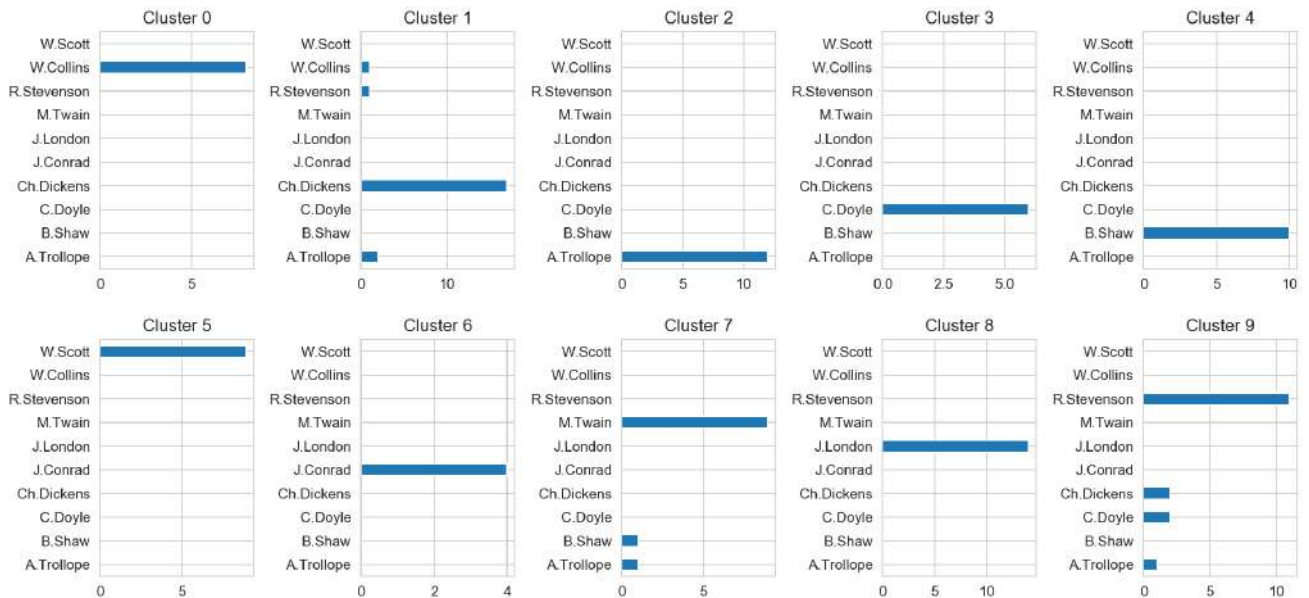 Cluster 0
W.Scott
W.Collins
R.Stevenson
M.Twain
J.London
J.Conrad
Ch.Dickens
C.Doyle
B.Shaw
A.Trollope
0 5
Cluster 1
W.Scott
W.Collins
R.Stevenson
M.Twain
J.London
J.Conrad
Ch.Dickens
C.Doyle
B.Shaw
A.Trollope
0 10
Cluster 2
W.Scott
W.Collins
R.Stevenson
M.Twain
J.London
J.Conrad
Ch.Dickens
C.Doyle
B.Shaw
A.Trollope
0 5 10
Cluster 3
W.Scott
W.Collins
R.Stevenson
M.Twain
J.London
J.Conrad
Ch.Dickens
C.Doyle
B.Shaw
A.Trollope
0.0 2.5 5.0
Cluster 4
W.Scott
W.Collins
R.Stevenson
M.Twain
J.London
J.Conrad
Ch.Dickens
C.Doyle
B.Shaw
A.Trollope
0 5 10
Cluster 5
W.Scott
W.Collins
R.Stevenson
M.Twain
J.London
J.Conrad
Ch.Dickens
C.Doyle
B.Shaw
A.Trollope
0 5
Cluster 6
W.Scott
W.Collins
R.Stevenson
M.Twain
J.London
J.Conrad
Ch.Dickens
C.Doyle
B.Shaw
A.Trollope
0 2 4
Cluster 7
W.Scott
W.Collins
R.Stevenson
M.Twain
J.London
J.Conrad
Ch.Dickens
C.Doyle
B.Shaw
A.Trollope
0 5
Cluster 8
W.Scott
W.Collins
R.Stevenson
M.Twain
J.London
J.Conrad
Ch.Dickens
C.Doyle
B.Shaw
A.Trollope
0 5 10
Cluster 9
W.Scott
W.Collins
R.Stevenson
M.Twain
J.London
J.Conrad
Ch.Dickens
C.Doyle
B.Shaw
A.Trollope
0 5 10